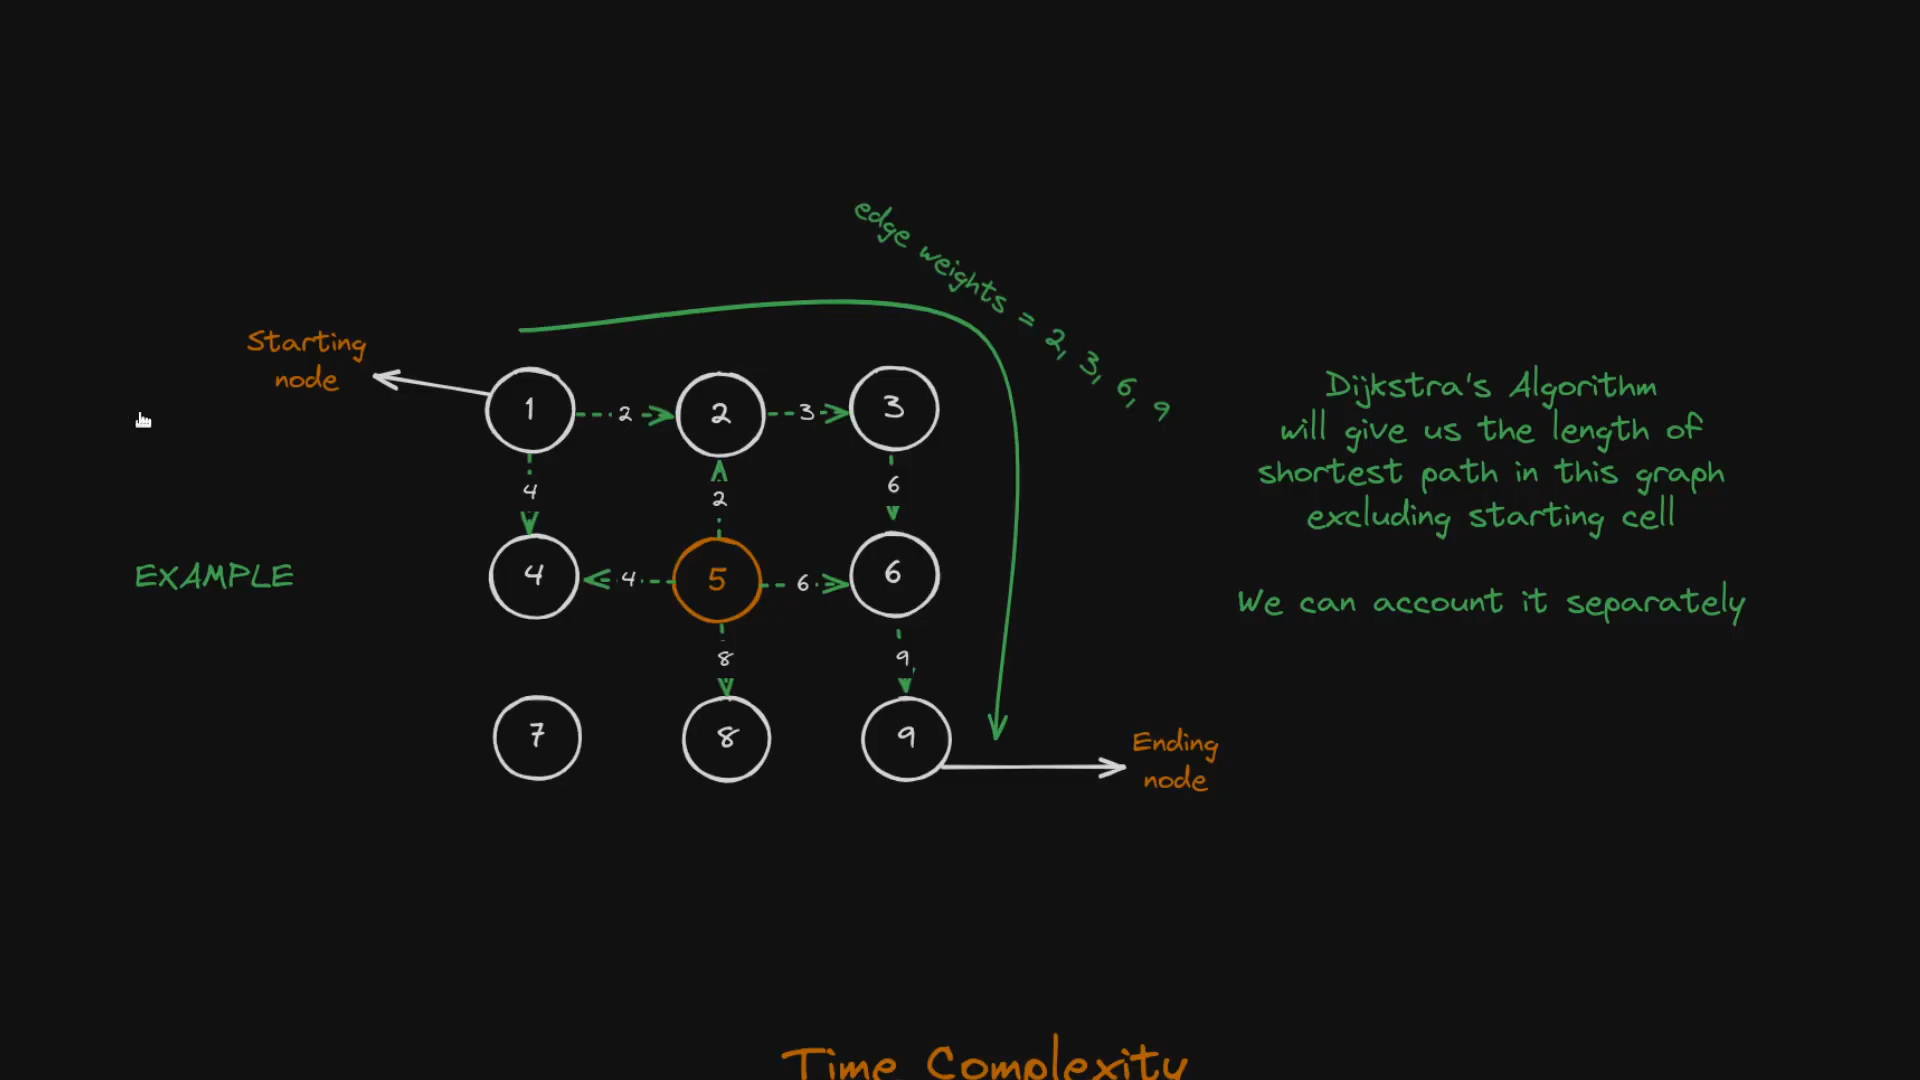 edge weights = 2, 3, 6, 9
Starting
node
1
2
2
3
3
4
2
6
Dijkstra's Algorithm
will give us the length of
shortest path in this graph
excluding starting cell
We can account it separately
EXAMPLE
4
4
5
6
6
8
9
7
8
9
Ending
node
Time Complexity